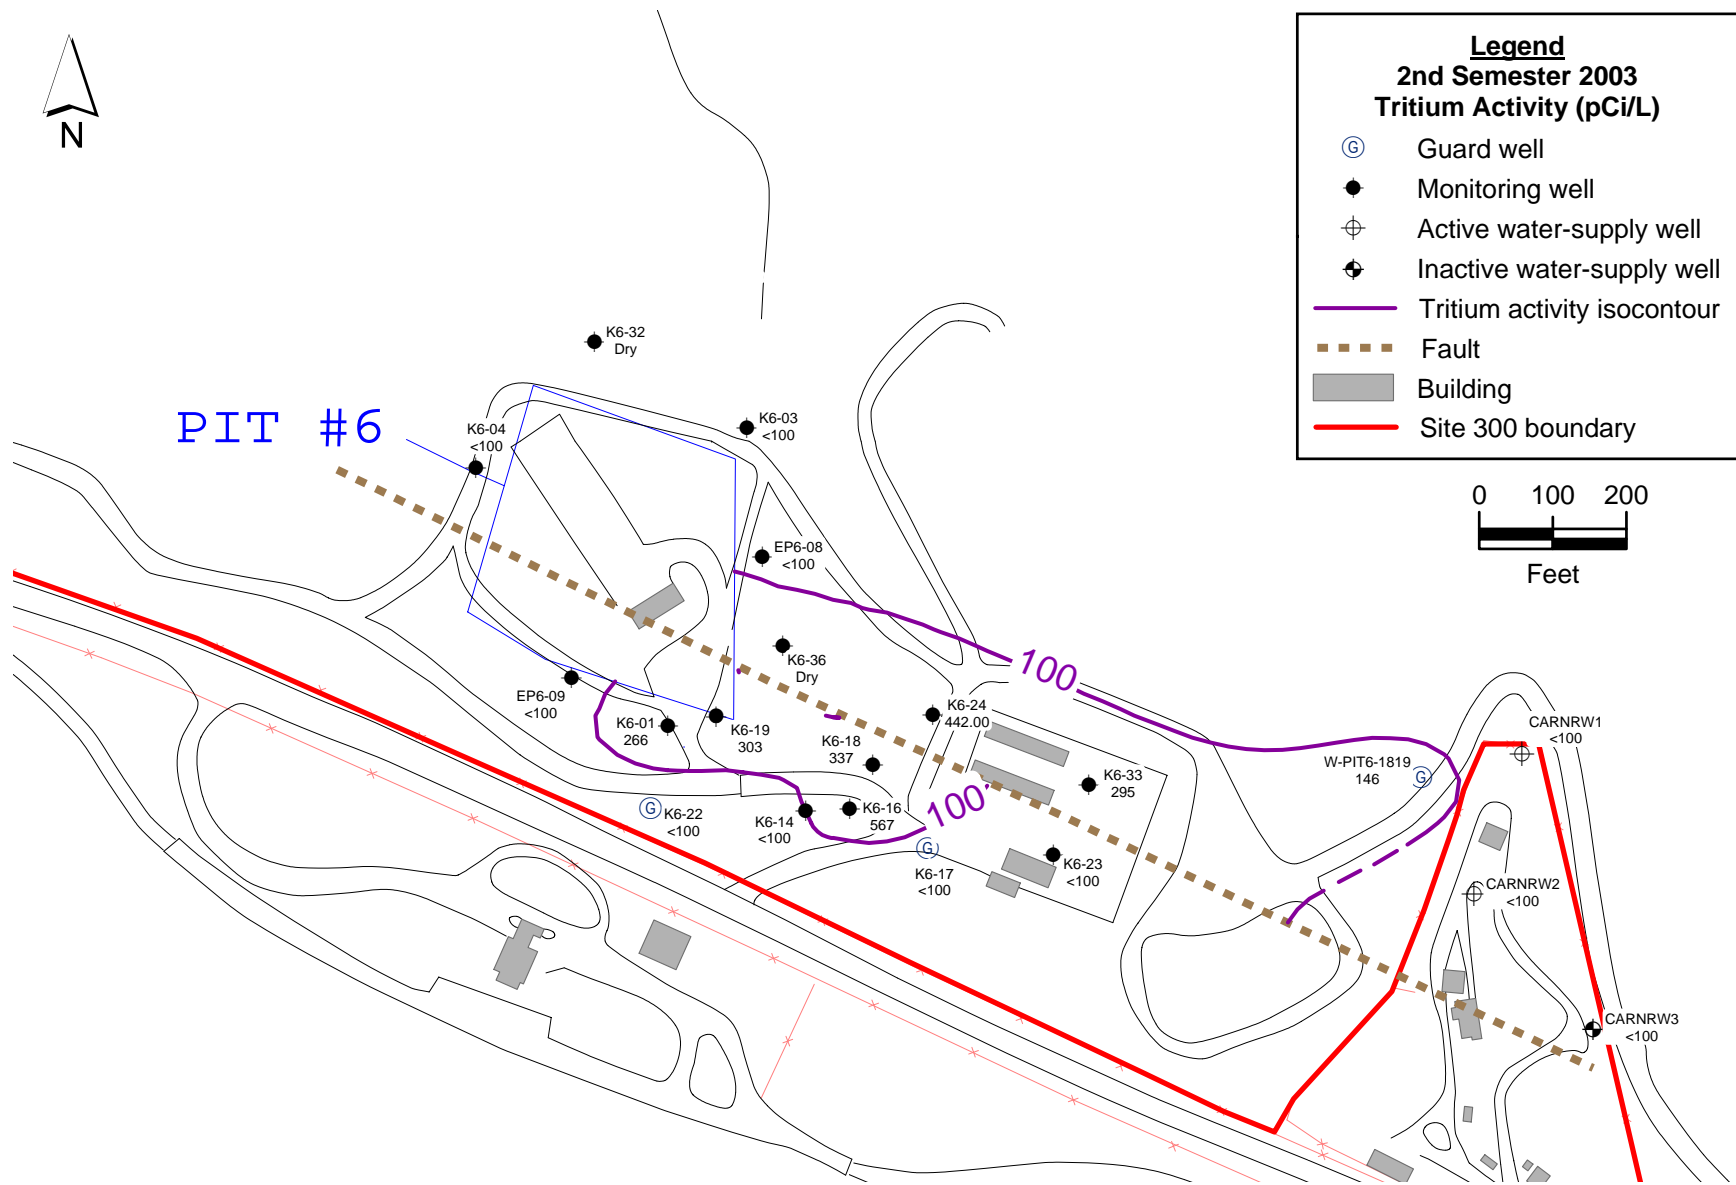 Legend
2nd Semester 2003
Tritium Activity (pCi/L)
G Guard well
Monitoring well
Active water-supply well
Inactive water-supply well
Tritium activity isocontour
Fault
Building
Site 300 boundary
0 100 200
Feet
N
K6-32
Dry
PIT #6
K6-04
<100
K6-03
<100
EP6-08
<100
K6-36
Dry
100
EP6-09
<100
K6-01
266
K6-19
303
K6-24
442.00
K6-18
337
CARNRW1
<100
W-PIT6-1819
146
G
K6-33
295
G
K6-22
<100
K6-14
<100
K6-16
567
100
G
K6-17
<100
K6-23
<100
CARNRW2
<100
CARNRW3
<100